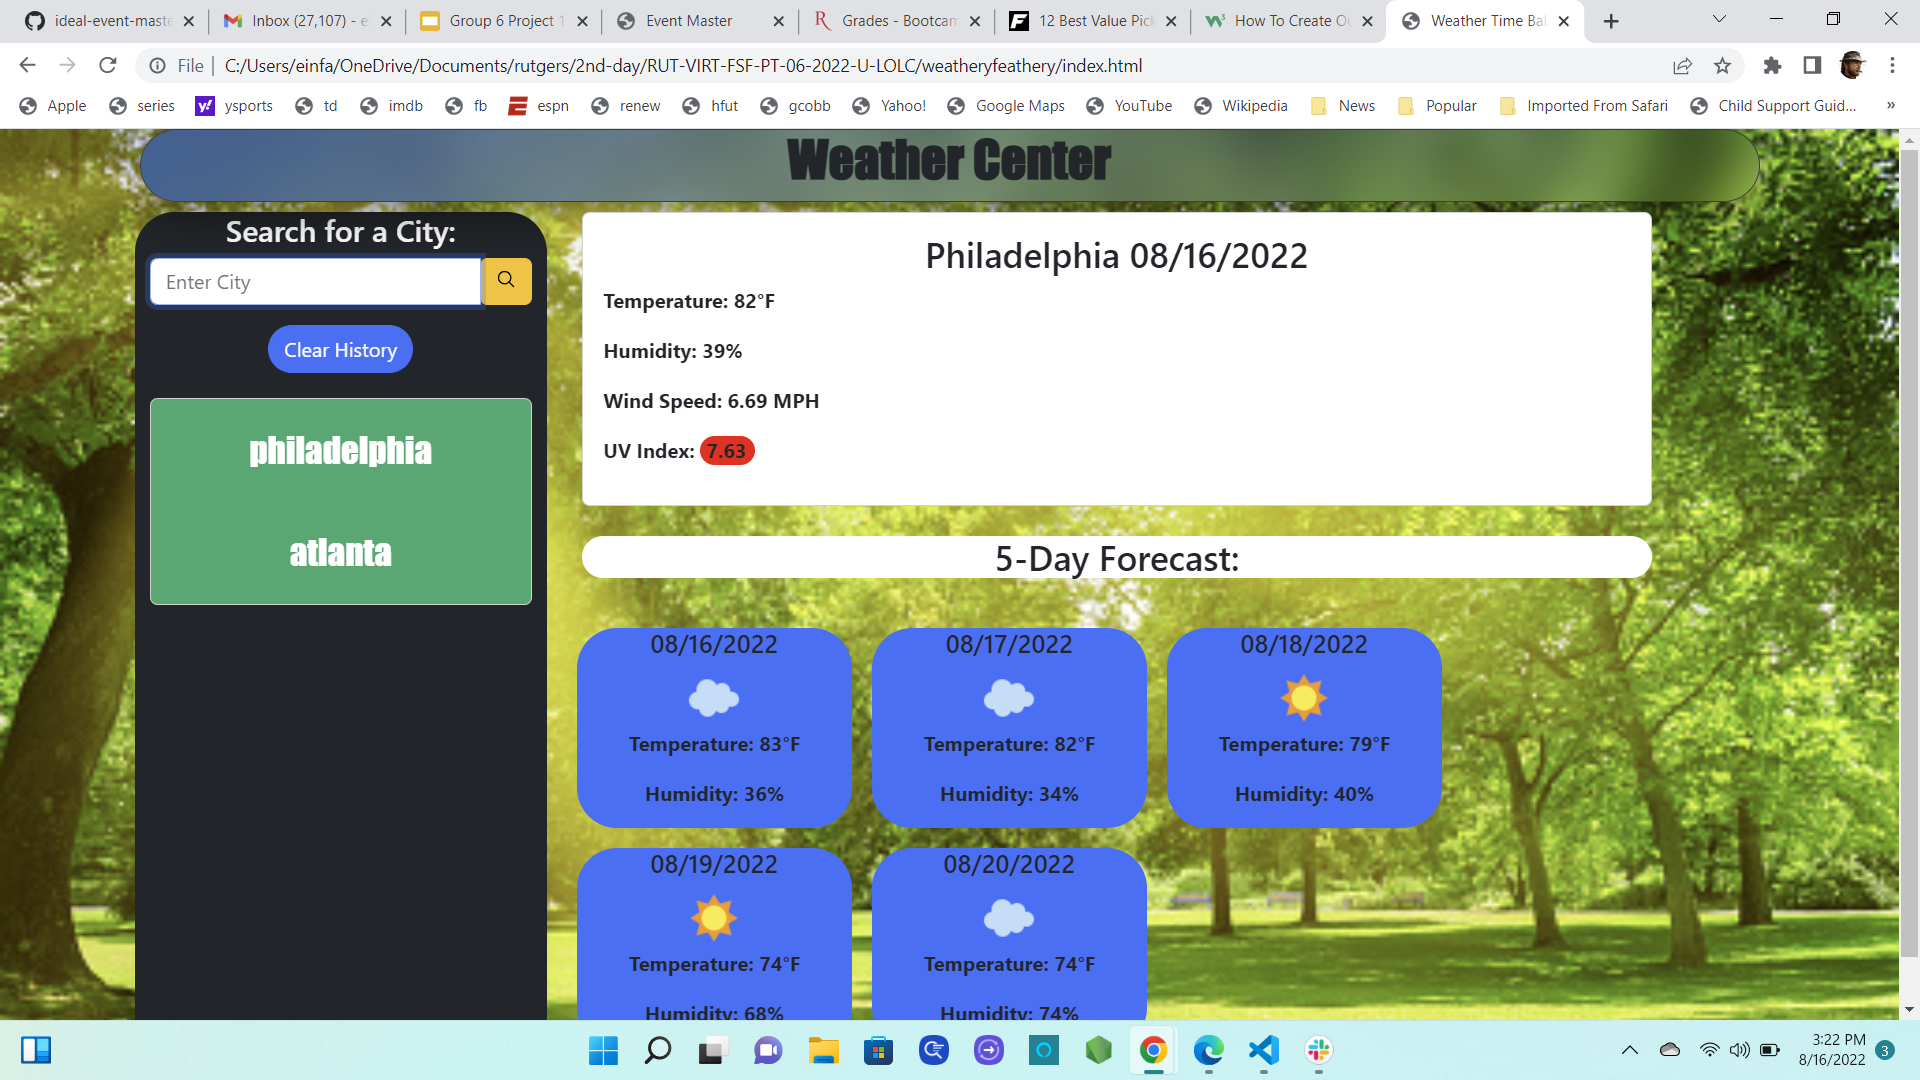 ideal-event-maste
Inbox (27,107) - e
Group 6 Project 1
Event Master
Grades - Bootcam
12 Best Value Pick
How To Create O
Weather Time Bal
File
C:/Users/einfa/OneDrive/Documents/rutgers/2nd-day/RUT-VIRT-FSF-PT-06-2022-U-LOLC/weatheryfeathery/index.html
Apple
series
ysports
td
imdb
fb
espn
renew
hfut
gcobb
Yahoo!
Google Maps
YouTube
Wikipedia
News
Popular
Imported From Safari
Child Support Guid...
»
Weather Center
Search for a City:
Enter City
Clear History
philadelphia
atlanta
Philadelphia 08/16/2022
Temperature: 82°F
Humidity: 39%
Wind Speed: 6.69 MPH
UV Index: 7.63
5-Day Forecast:
08/16/2022
Temperature: 83°F
Humidity: 36%
08/17/2022
Temperature: 82°F
Humidity: 34%
08/18/2022
Temperature: 79°F
Humidity: 40%
08/19/2022
Temperature: 74°F
Humidity: 68%
08/20/2022
Temperature: 74°F
Humidity: 74%
3:22 PM
8/16/2022
3